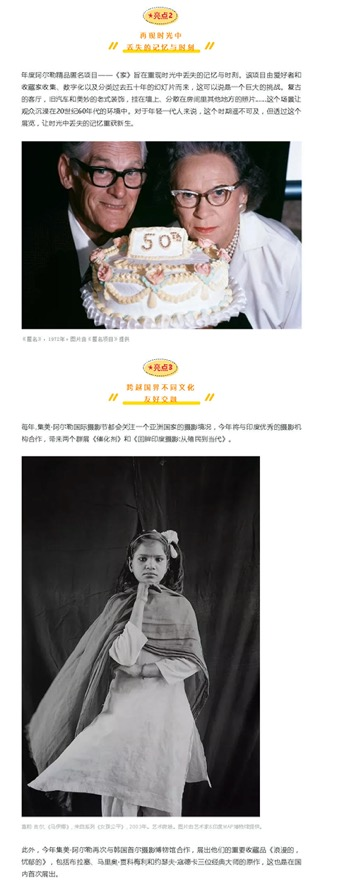 ★亮点2
再现时光中
丢失的记忆与时刻
年度阿尔勒精品匿名项目——《家》旨在重现时光中丢失的记忆与时刻。该项目由爱好者和
收藏家收集、数字化以及分类过去五十年的幻灯片而来，这可以说是一个巨大的挑战。复古
的客厅，旧汽车和美妙的老式装饰，挂在墙上、分散在房间里其他地方的照片……这个场景让
观众沉浸在20世纪60年代的环境中。对于年轻一代人来说，这个时期遥不可及，但透过这个
展览，让时光中丢失的记忆重获新生。
50TH
《匿名》，1972年，图片由《匿名项目》提供
★亮点3
跨越国界不同文化
友好交融
每年，集美·阿尔勒国际摄影节都会关注一个亚洲国家的摄影境况，今年将与印度优秀的摄影机
构合作，带来两个群展《催化剂》和《回眸印度摄影:从殖民到当代》。
此外，今年集美·阿尔勒再次与韩国首尔摄影博物馆合作，展出他们的重要收藏品《浪漫的，
忧郁的》，包括布拉塞、马里奥·贾科梅利和约瑟夫·寇德卡三位经典大师的原作，这也是在国
内首次展出。